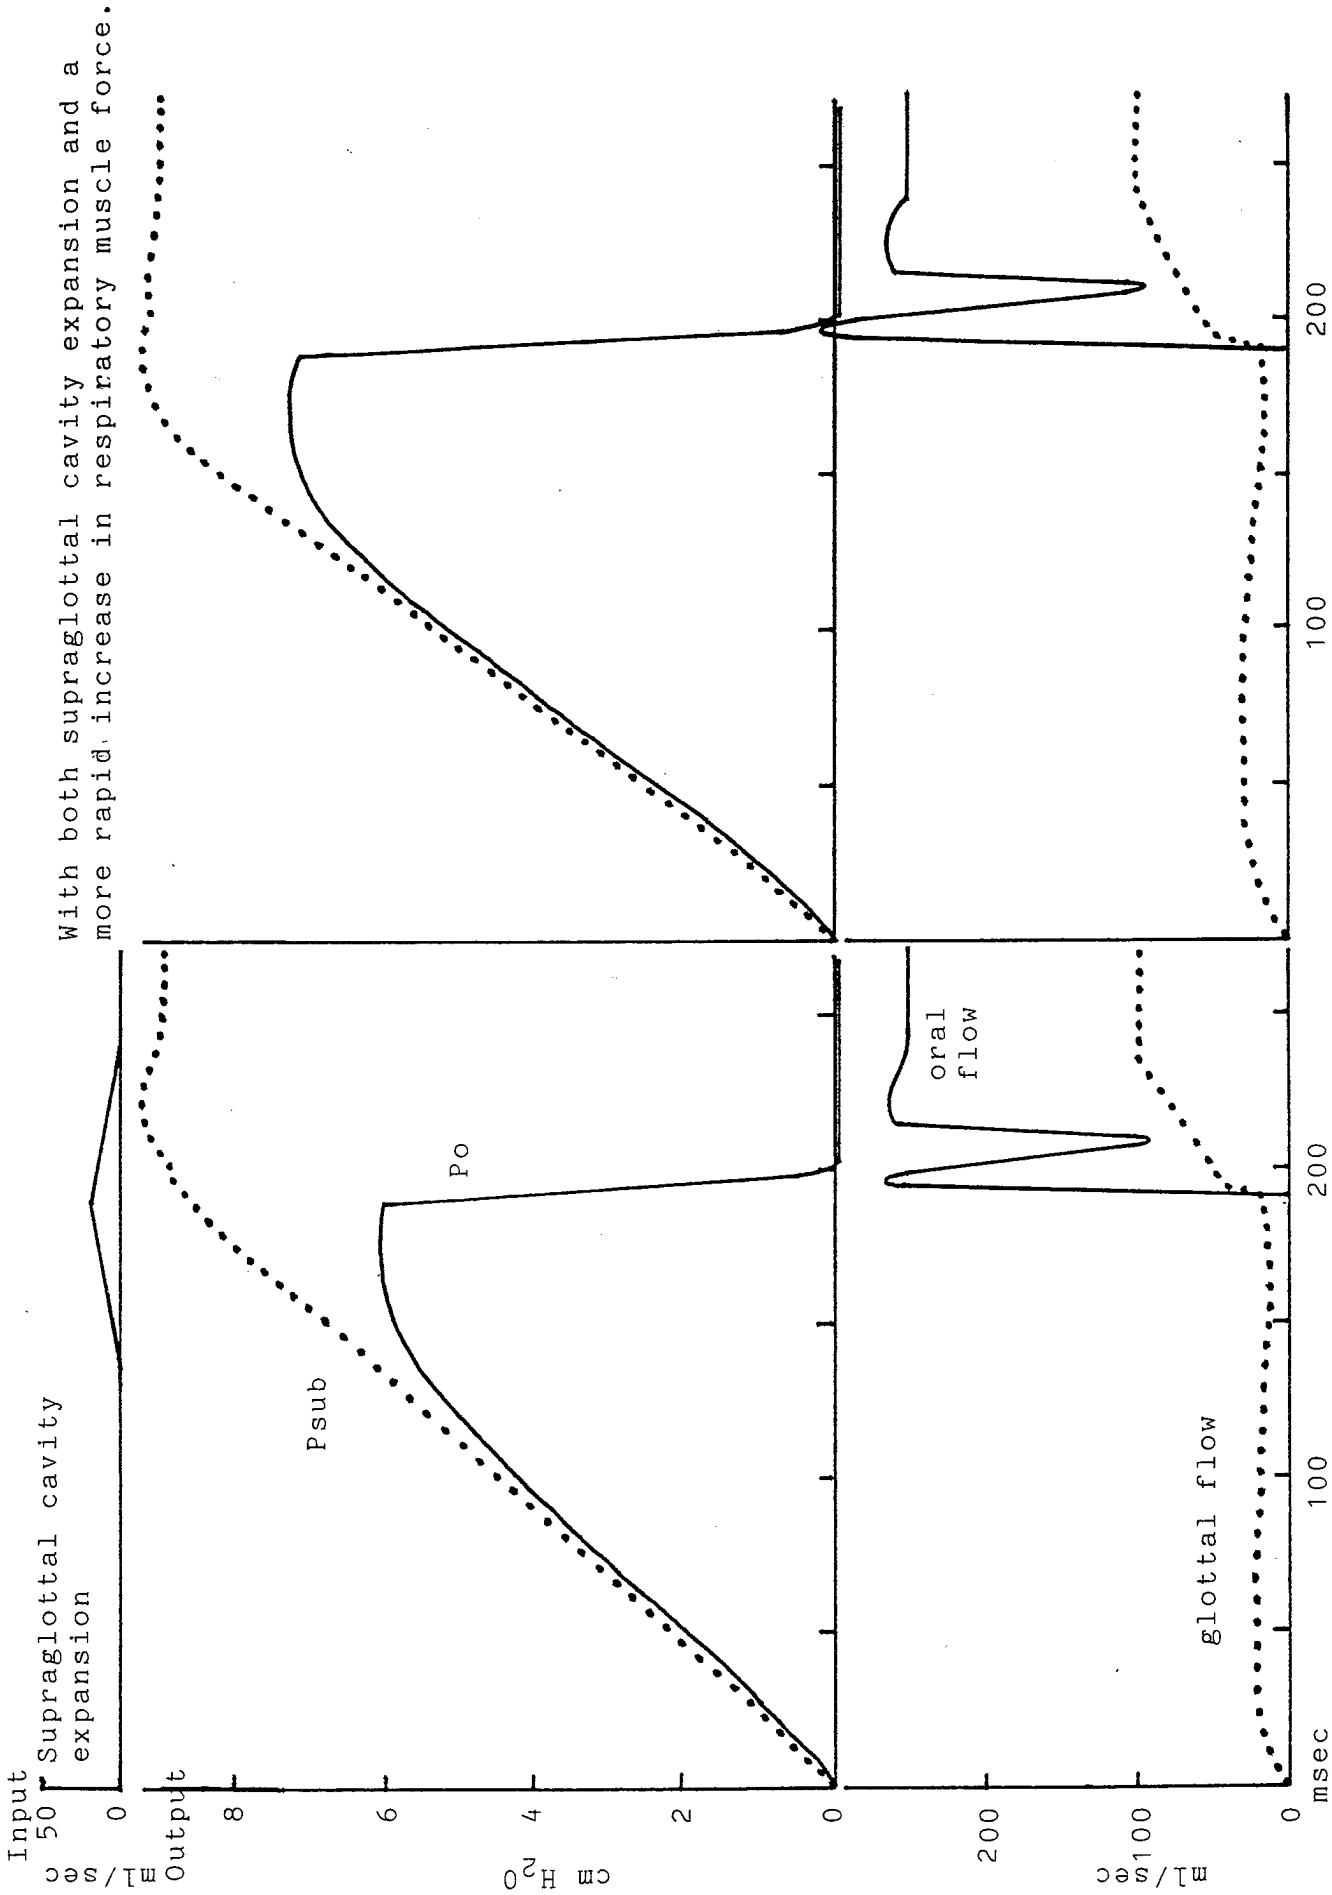 Input
50
0
ml/sec
Supraglottal cavity
expansion
With both supraglottal cavity expansion and a
more rapid increase in respiratory muscle force.
Output
8
6
4
2
0
cm H₂O
Psub
Po
200
100
0
ml/sec
oral
flow
glottal flow
msec
100
200
100
200